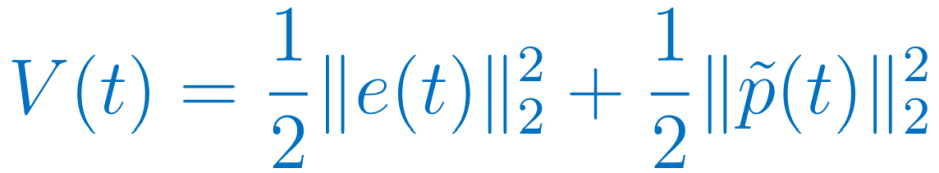 V(t) = \frac{1}{2}\|e(t)\|_2^2 + \frac{1}{2}\|\tilde{p}(t)\|_2^2